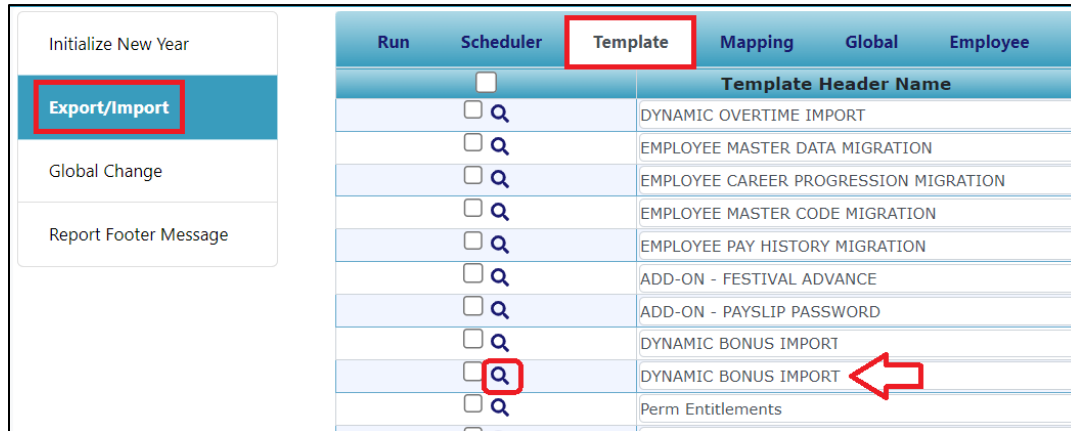 Initialize New Year
Export/Import
Global Change
Report Footer Message
Run Scheduler Template Mapping Global Employee
Template Header Name
DYNAMIC OVERTIME IMPORT
EMPLOYEE MASTER DATA MIGRATION
EMPLOYEE CAREER PROGRESSION MIGRATION
EMPLOYEE MASTER CODE MIGRATION
EMPLOYEE PAY HISTORY MIGRATION
ADD-ON - FESTIVAL ADVANCE
ADD-ON - PAYSLIP PASSWORD
DYNAMIC BONUS IMPORT
DYNAMIC BONUS IMPORT
Perm Entitlements